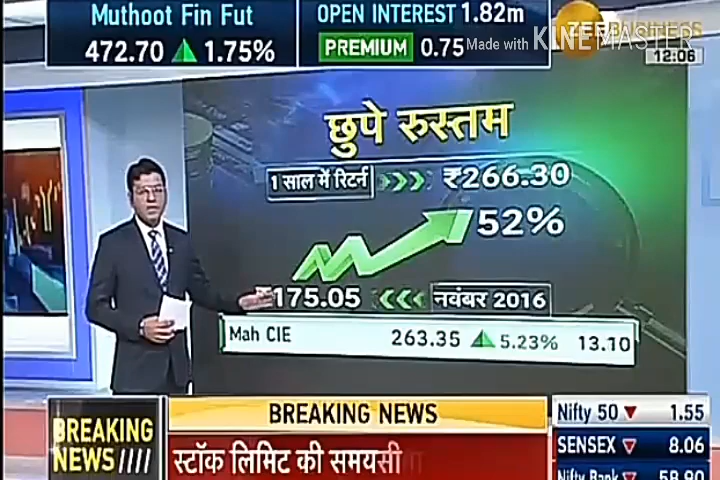 Muthoot Fin Fut
472.70 ▲ 1.75%
OPEN INTEREST 1.82m
PREMIUM 0.75
Made with KINEMASTER
ZEE BUSINESS
12:06
छुपे रुस्तम
1 साल में रिटर्न >>> ₹266.30
52%
₹175.05 <<< नवंबर 2016
Mah CIE 263.35 ▲ 5.23% 13.10
BREAKING NEWS
BREAKING NEWS ////
स्टॉक लिमिट की समयसी
Nifty 50 ▼ 1.55
SENSEX ▼ 8.06
Nifty Bank 58.90